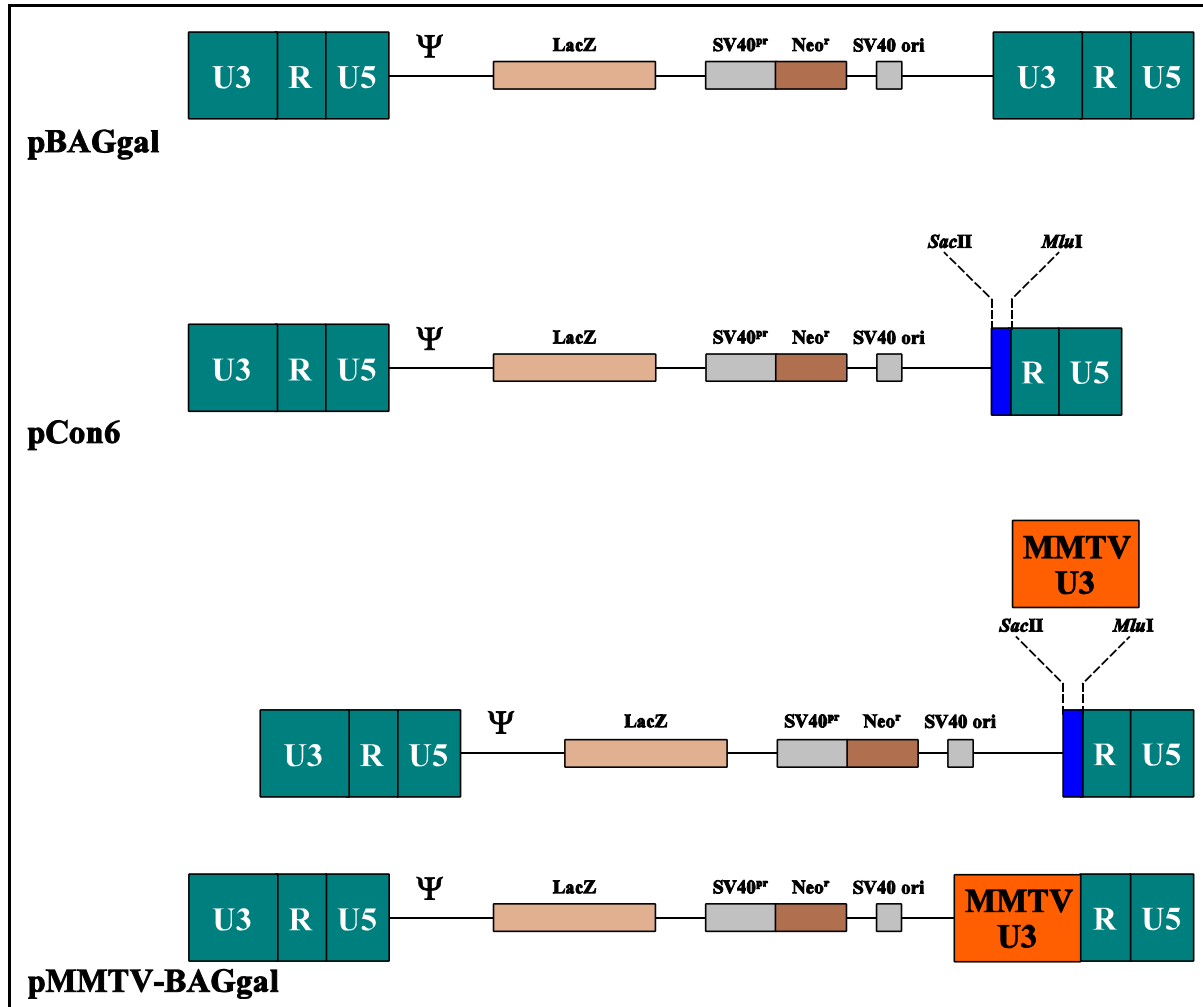 LacZ SV40pr Neor SV40 ori
Ψ
U3 R U5 U3 R U5
pBAGgal
SacII MluI
Ψ LacZ SV40pr Neor SV40 ori
U3 R U5 R U5
pCon6
MMTV
U3
SacII MluI
Ψ LacZ SV40pr Neor SV40 ori
U3 R U5 R U5
Ψ LacZ SV40pr Neor SV40 ori
MMTV
U3 R U5 U3 R U5
pMMTV-BAGgal